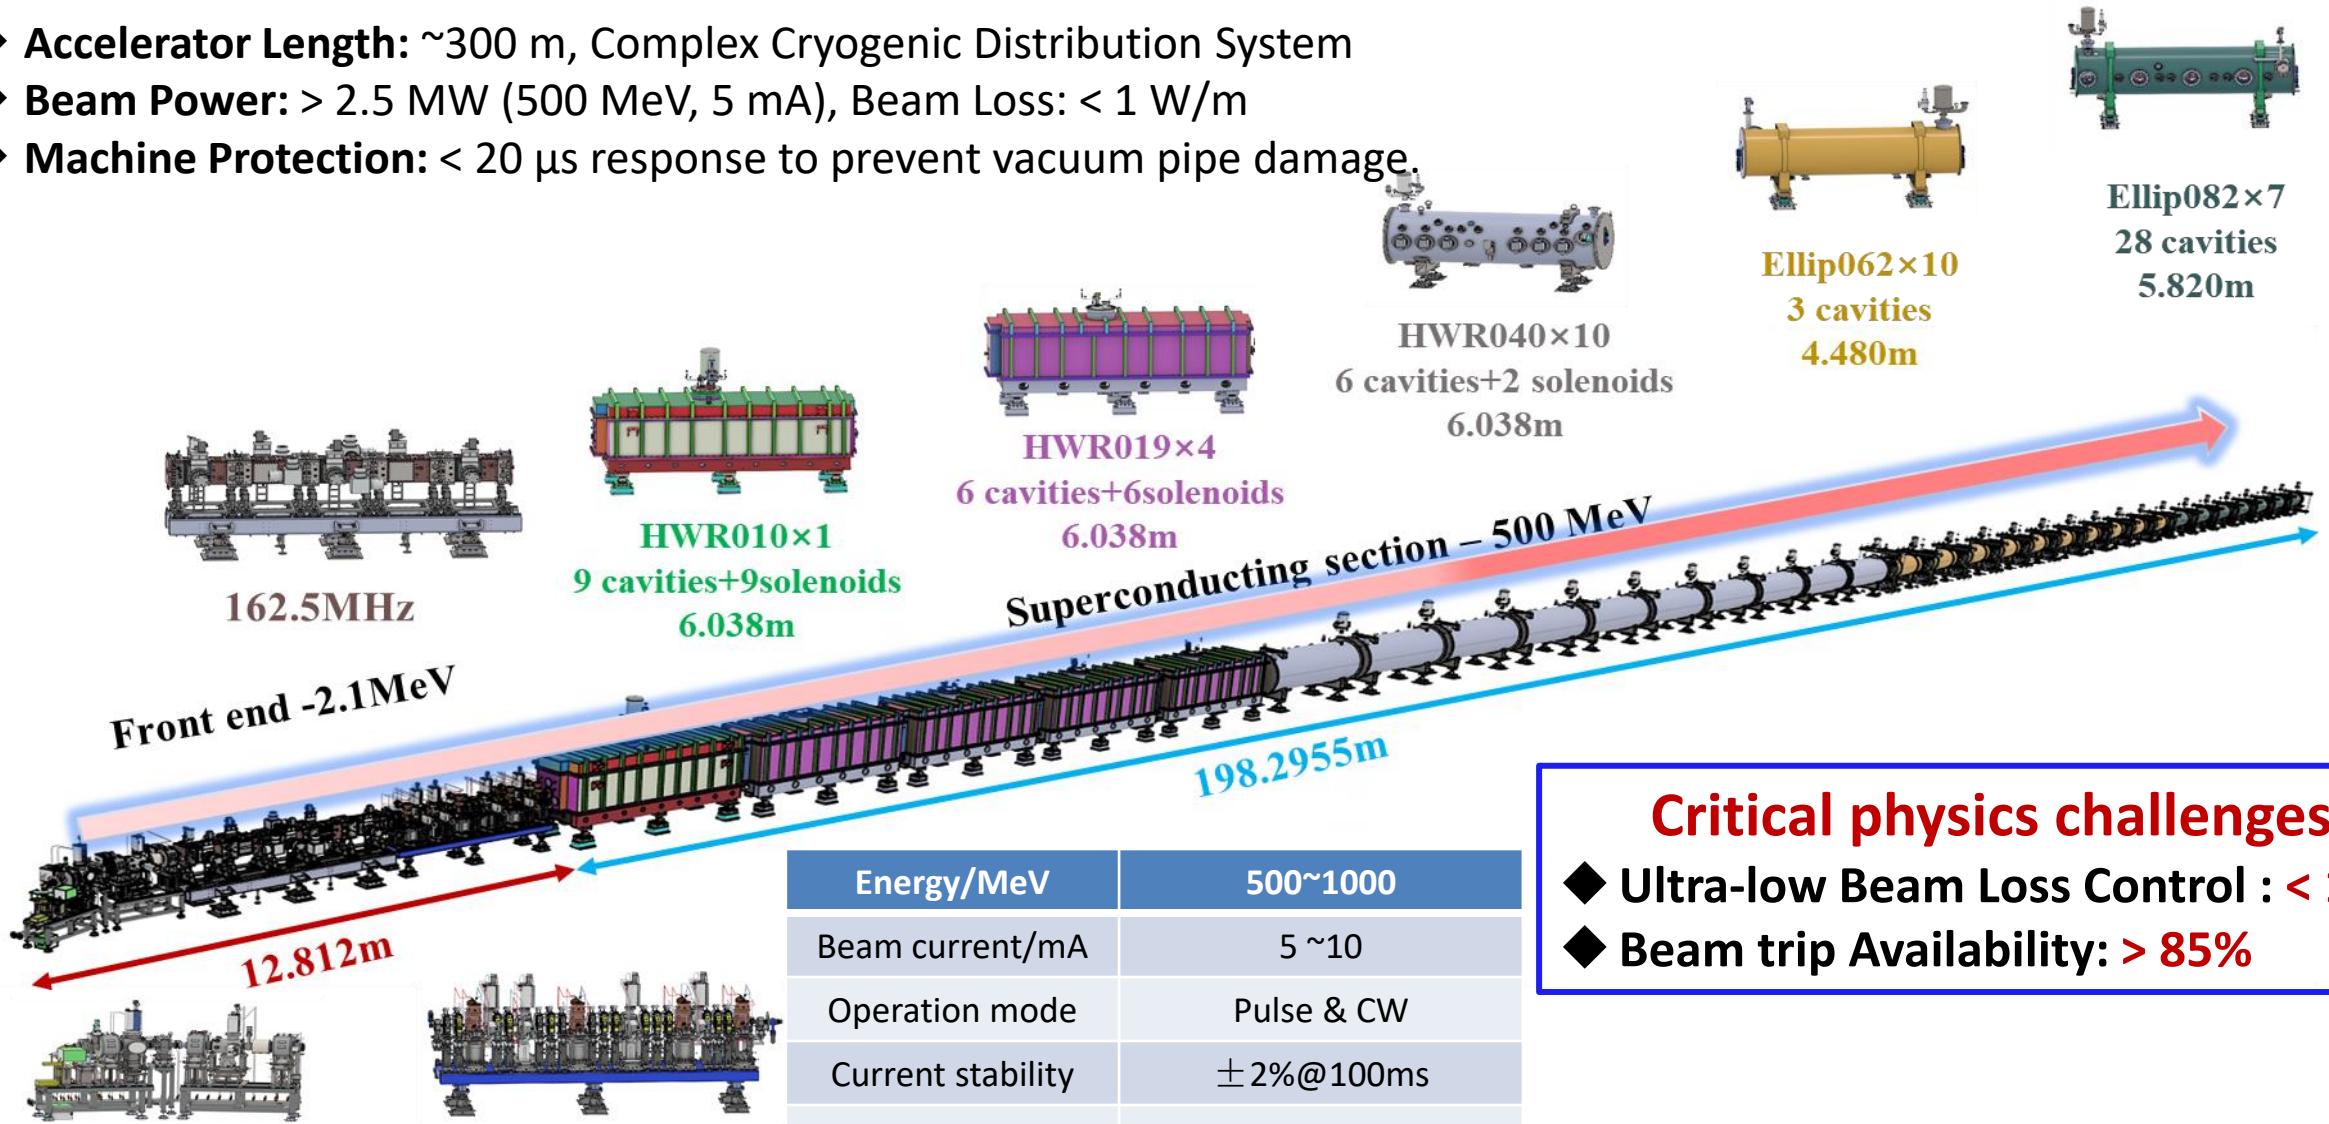 Accelerator Length: ~300 m, Complex Cryogenic Distribution System
Beam Power: > 2.5 MW (500 MeV, 5 mA), Beam Loss: < 1 W/m
Machine Protection: < 20 μs response to prevent vacuum pipe damage.
Ellip082×7
28 cavities
5.820m
Ellip062×10
3 cavities
4.480m
HWR040×10
6 cavities+2 solenoids
6.038m
HWR019×4
6 cavities+6solenoids
6.038m
HWR010×1
9 cavities+9solenoids
6.038m
162.5MHz
Superconducting section – 500 MeV
Front end -2.1MeV
198.2955m
12.812m
Energy/MeV 500~1000
Beam current/mA 5 ~10
Operation mode Pulse & CW
Current stability ±2%@100ms
Critical physics challenges
◆ Ultra-low Beam Loss Control : <
◆ Beam trip Availability: > 85%